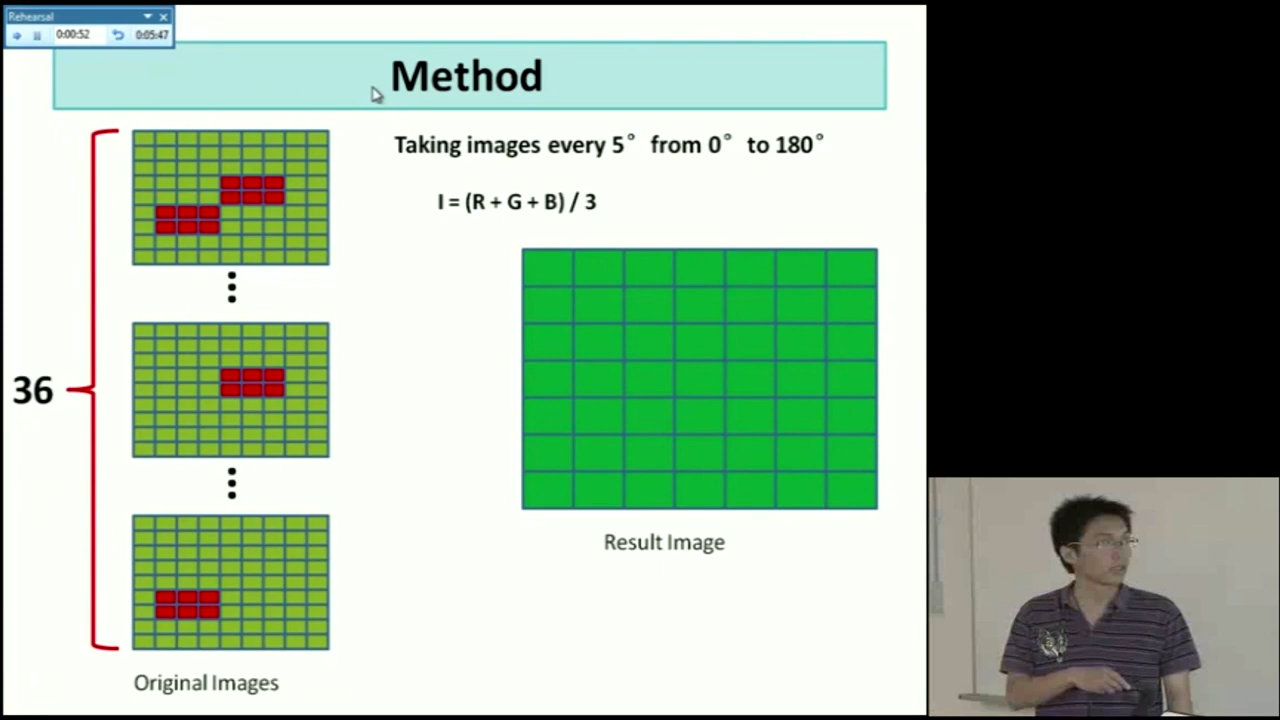 Rehearsal
0:00:52
0:05:47
Method
Taking images every 5° from 0° to 180°
I = (R + G + B) / 3
36
Result Image
Original Images